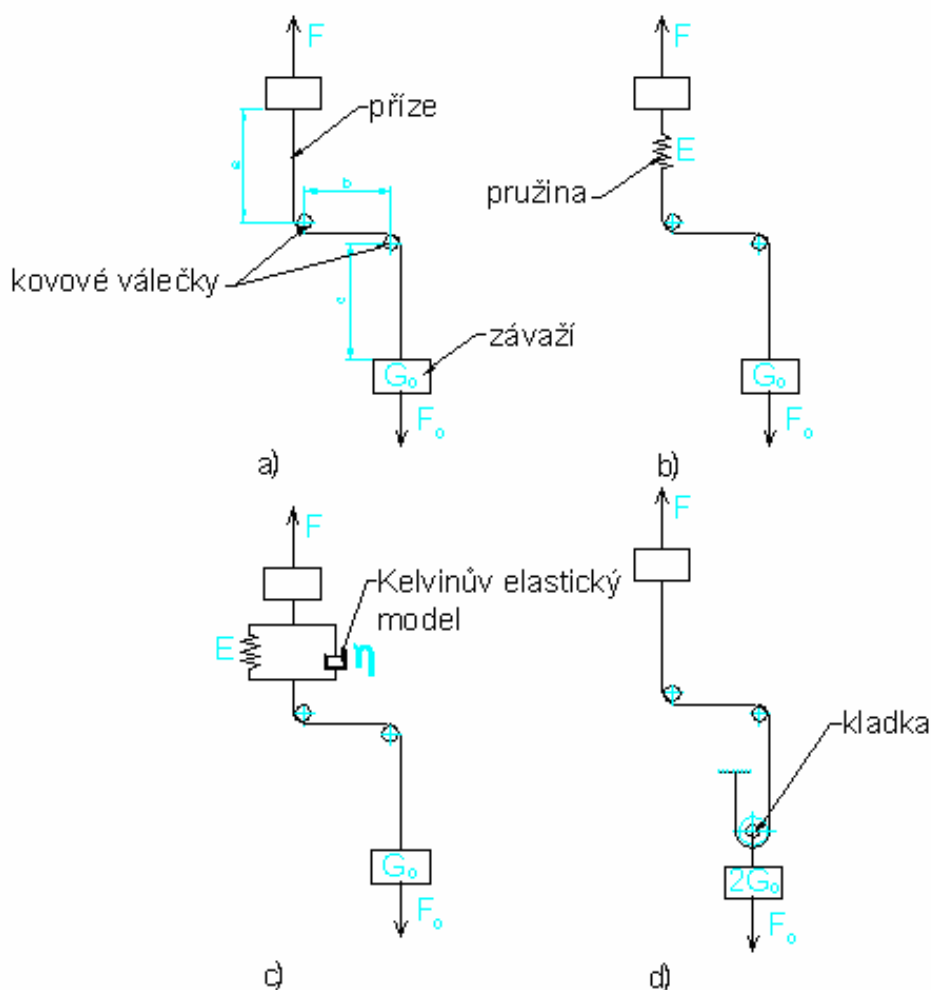 F
příze
a
b
kovové válečky
c
závaží
G₀
F₀
a)
F
E
pružina
G₀
F₀
b)
F
Kelvinův elastický
model
E
η
G₀
F₀
c)
F
kladka
2G₀
F₀
d)